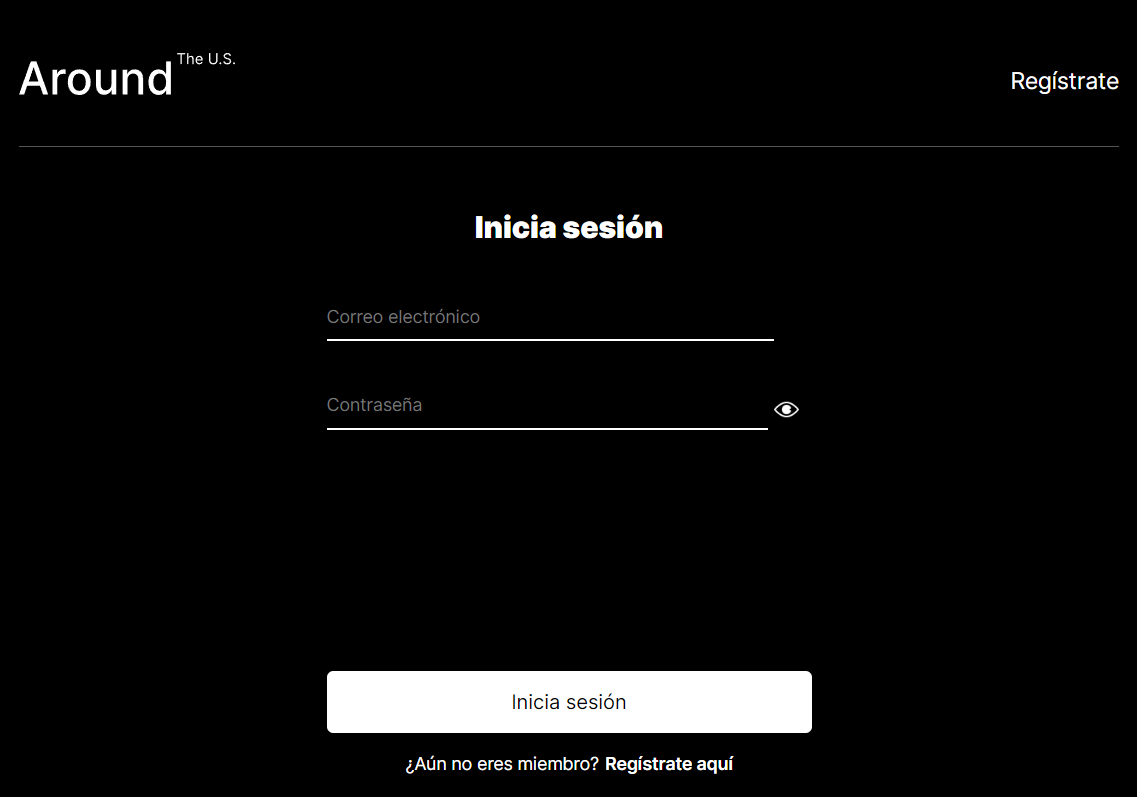 Around The U.S.
Regístrate
Inicia sesión
Correo electrónico
Contraseña
Inicia sesión
¿Aún no eres miembro? Regístrate aquí